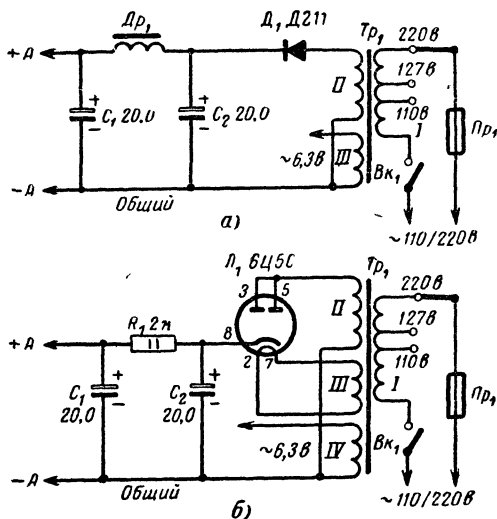 Др₁ Д₁ Д211 Тр₁ 220в
+А
II 127в
110в
+ +
С₁ 20,0 С₂ 20,0 Пр₁
− −
I
~6,3в III Вк₁
−А
Общий
а) ~110/220в
Л₁ 6Ц5С Тр₁ 220в
3 5
II 127в
R₁ 2к 8 110в
+А
2 7
+ + I
С₁ С₂ III Пр₁
20,0 − 20,0 −
~6,3в IV Вк₁
−А
Общий
б) ~110/220в